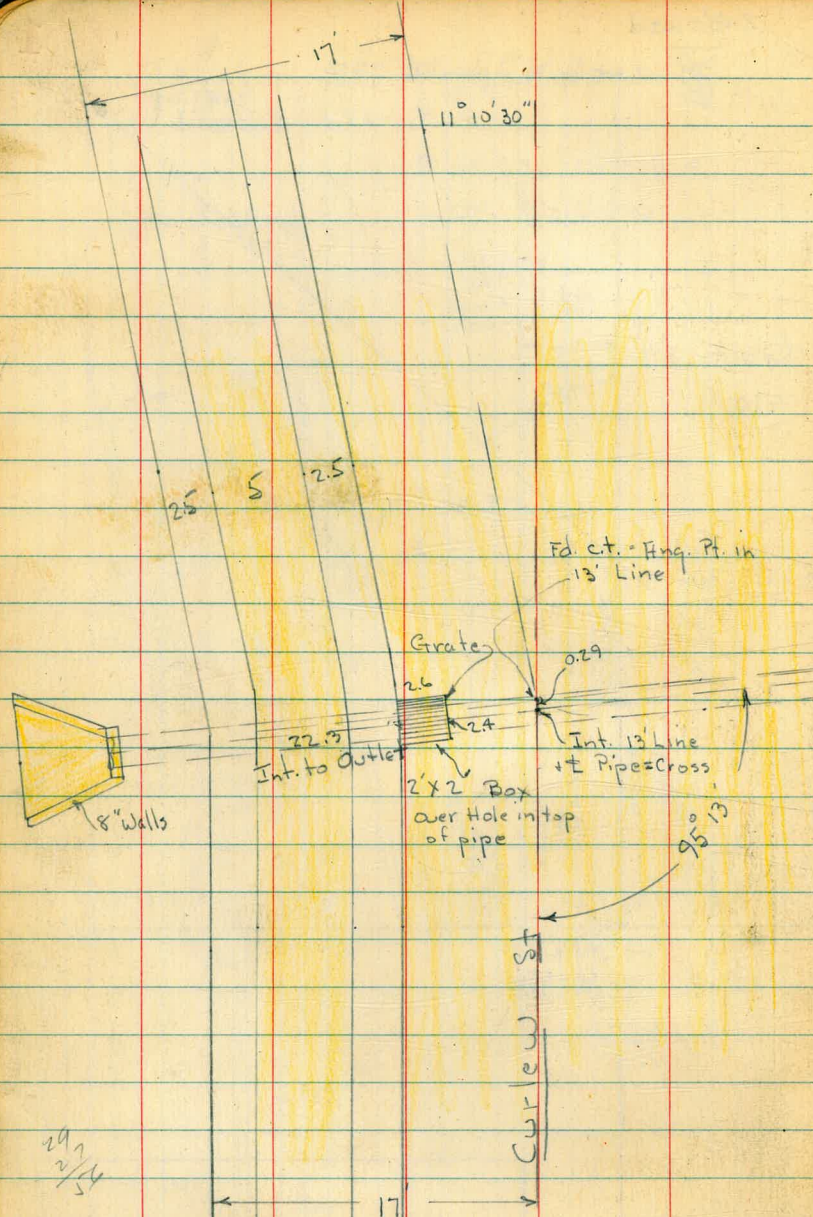 17'
11° 10' 30"
2.5
5
2.5
Fd. c.t. = Ang. Pt. in
13' Line
Grate
0.29
2.6
2.4
22.3
Int. to Outlet
Int. 13' Line
+ ℄ Pipe = Cross
2' x 2' Box
over Hole in top
of pipe
8" Walls
95° 13'
Curlew St
17